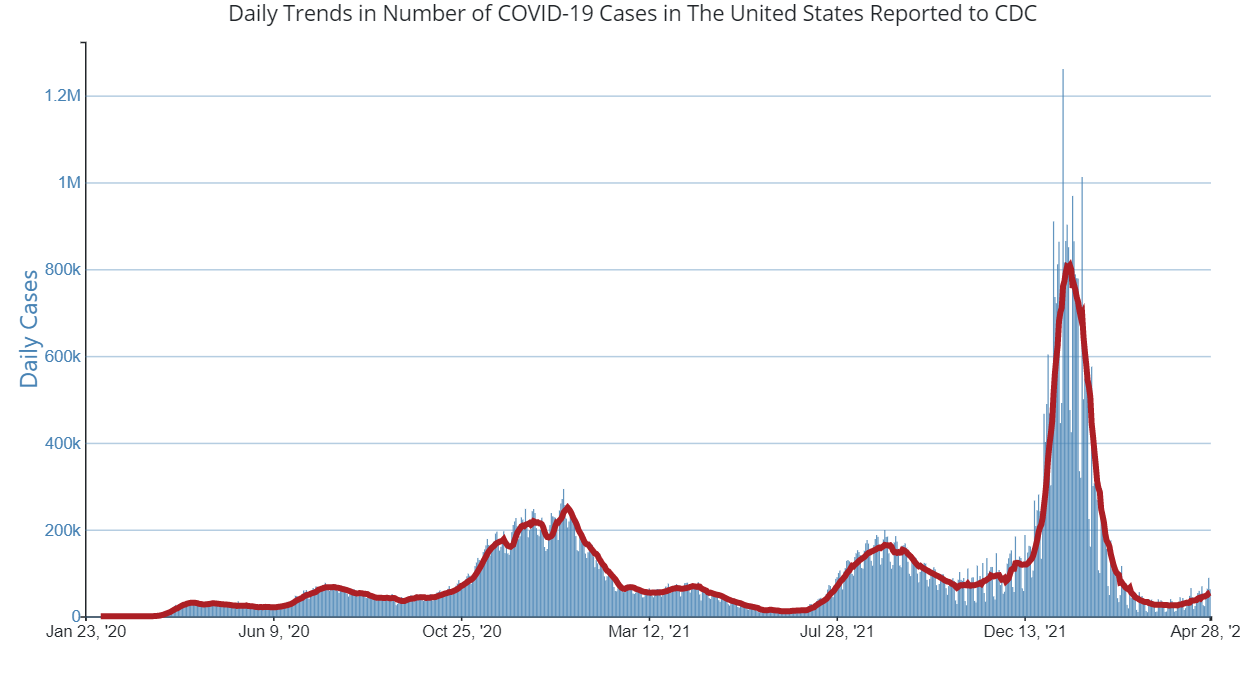 Daily Trends in Number of COVID-19 Cases in The United States Reported to CDC
Daily Cases
1.2M
1M
800k
600k
400k
200k
0
Jan 23, '20
Jun 9, '20
Oct 25, '20
Mar 12, '21
Jul 28, '21
Dec 13, '21
Apr 28, '2